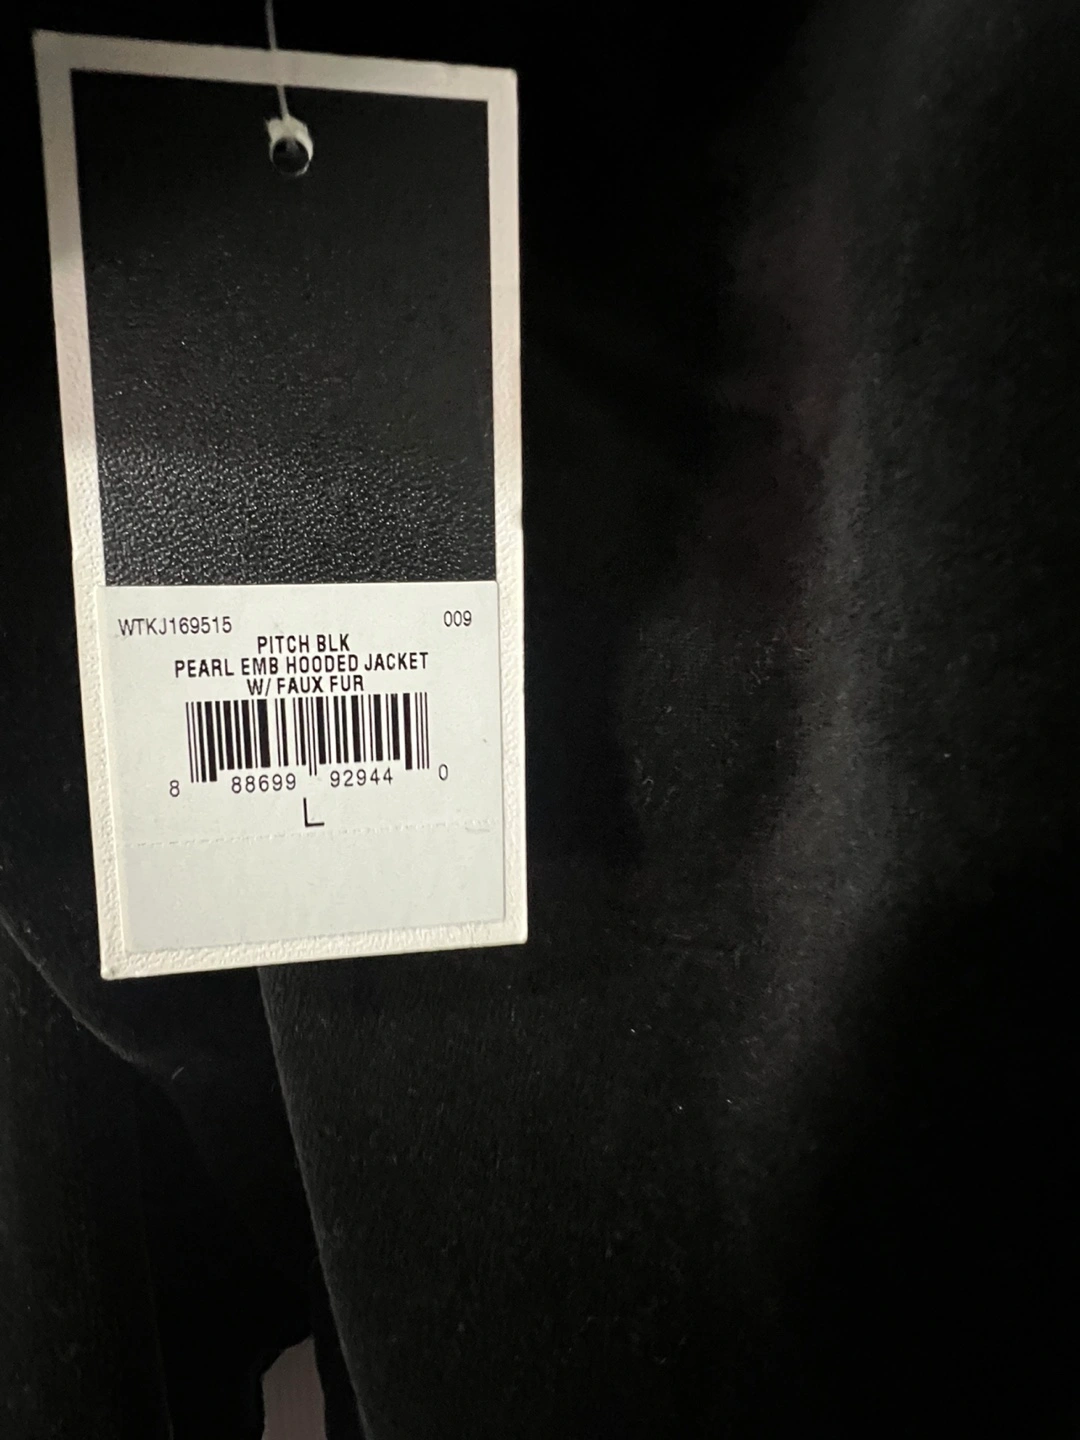 WTKJ169515 009
PITCH BLK
PEARL EMB HOODED JACKET
W/ FAUX FUR
8 88699 92944 0
L